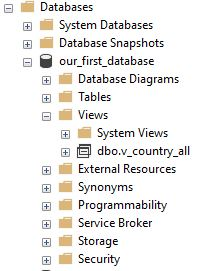 Databases
System Databases
Database Snapshots
our_first_database
Database Diagrams
Tables
Views
System Views
dbo.v_country_all
External Resources
Synonyms
Programmability
Service Broker
Storage
Security